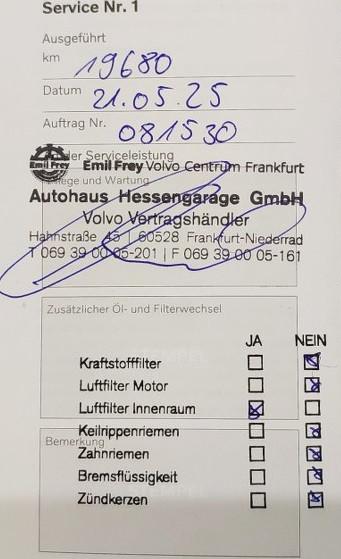 Service Nr. 1
Ausgeführt
km 19680
Datum 21.05.25
Auftrag Nr. 081530
der Serviceleistung
Emil Frey Emil Frey Volvo Centrum Frankfurt
Pflege und Wartung
Autohaus Hessengarage GmbH
Volvo Vertragshändler
Hahnstraße 45 | 60528 Frankfurt-Niederrad
T 069 39 00 05-201 | F 069 39 00 05-161
Zusätzlicher Öl- und Filterwechsel
JA NEIN
Kraftstofffilter
Luftfilter Motor
Luftfilter Innenraum
Keilrippenriemen
Bemerkung
Zahnriemen
Bremsflüssigkeit
Zündkerzen